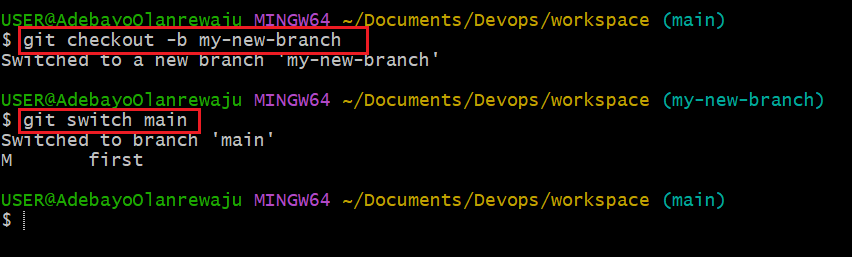 USER@AdebayoOlanrewaju MINGW64 ~/Documents/Devops/workspace (main)
$ git checkout -b my-new-branch
Switched to a new branch 'my-new-branch'
USER@AdebayoOlanrewaju MINGW64 ~/Documents/Devops/workspace (my-new-branch)
$ git switch main
Switched to branch 'main'
M       first
USER@AdebayoOlanrewaju MINGW64 ~/Documents/Devops/workspace (main)
$